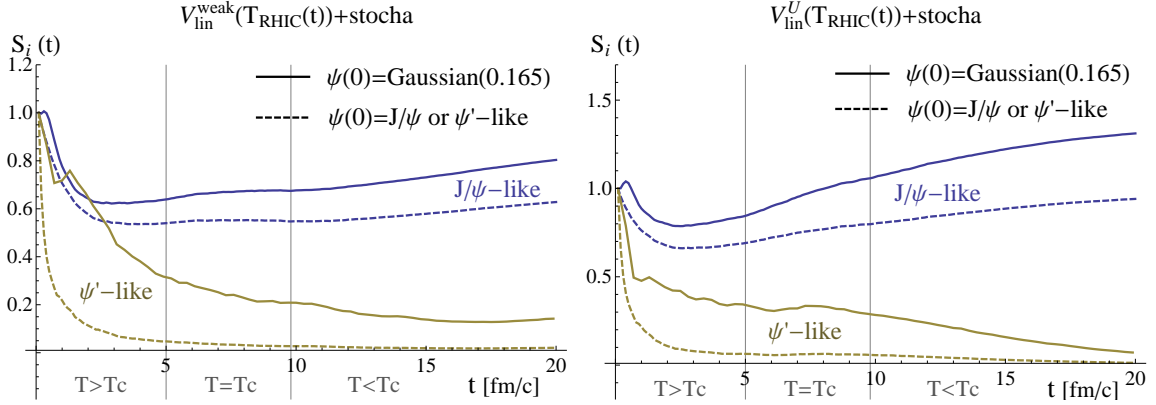 V_lin^weak(T_RHIC(t))+stocha
S_i (t)
1.2
1.0
0.8
0.6
0.4
0.2
ψ(0)=Gaussian(0.165)
ψ(0)=J/ψ or ψ'-like
J/ψ-like
ψ'-like
5
10
15
20
T>Tc
T=Tc
T<Tc
t [fm/c]
V_lin^U(T_RHIC(t))+stocha
S_i (t)
1.5
1.0
0.5
ψ(0)=Gaussian(0.165)
ψ(0)=J/ψ or ψ'-like
J/ψ-like
ψ'-like
5
10
15
20
T>Tc
T=Tc
T<Tc
t [fm/c]